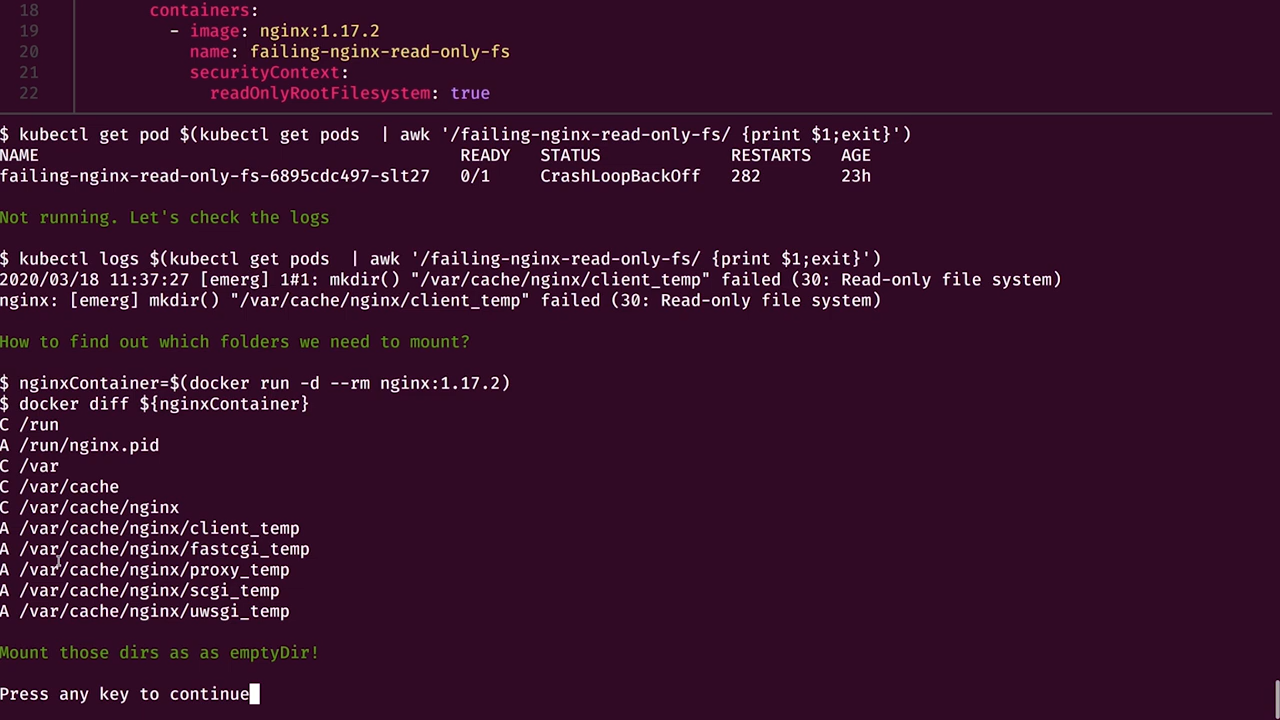 18 containers:
19 - image: nginx:1.17.2
20 name: failing-nginx-read-only-fs
21 securityContext:
22 readOnlyRootFilesystem: true
$ kubectl get pod $(kubectl get pods  | awk '/failing-nginx-read-only-fs/ {print $1;exit}')
NAME READY STATUS RESTARTS AGE
failing-nginx-read-only-fs-6895cdc497-slt27 0/1 CrashLoopBackOff 282 23h
Not running. Let's check the logs
$ kubectl logs $(kubectl get pods  | awk '/failing-nginx-read-only-fs/ {print $1;exit}')
2020/03/18 11:37:27 [emerg] 1#1: mkdir() "/var/cache/nginx/client_temp" failed (30: Read-only file system)
nginx: [emerg] mkdir() "/var/cache/nginx/client_temp" failed (30: Read-only file system)
How to find out which folders we need to mount?
$ nginxContainer=$(docker run -d --rm nginx:1.17.2)
$ docker diff ${nginxContainer}
C /run
A /run/nginx.pid
C /var
C /var/cache
C /var/cache/nginx
A /var/cache/nginx/client_temp
A /var/cache/nginx/fastcgi_temp
A /var/cache/nginx/proxy_temp
A /var/cache/nginx/scgi_temp
A /var/cache/nginx/uwsgi_temp
Mount those dirs as as emptyDir!
Press any key to continue